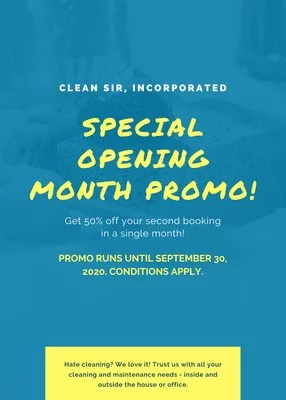 CLEAN SIR, INCORPORATED
SPECIAL
OPENING
MONTH PROMO!
Get 50% off your second booking
in a single month!
PROMO RUNS UNTIL SEPTEMBER 30,
2020. CONDITIONS APPLY.
Hate cleaning? We love it! Trust us with all your
cleaning and maintenance needs - inside and
outside the house or office.